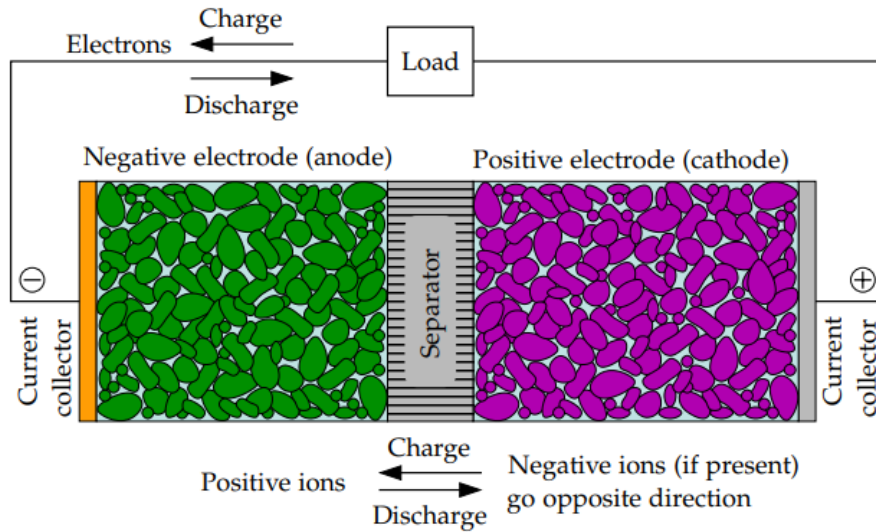 Charge
Electrons
Load
Discharge
Negative electrode (anode)
Positive electrode (cathode)
−
Current
collector
Separator
+
Current
collector
Charge
Positive ions
Discharge
Negative ions (if present)
go opposite direction